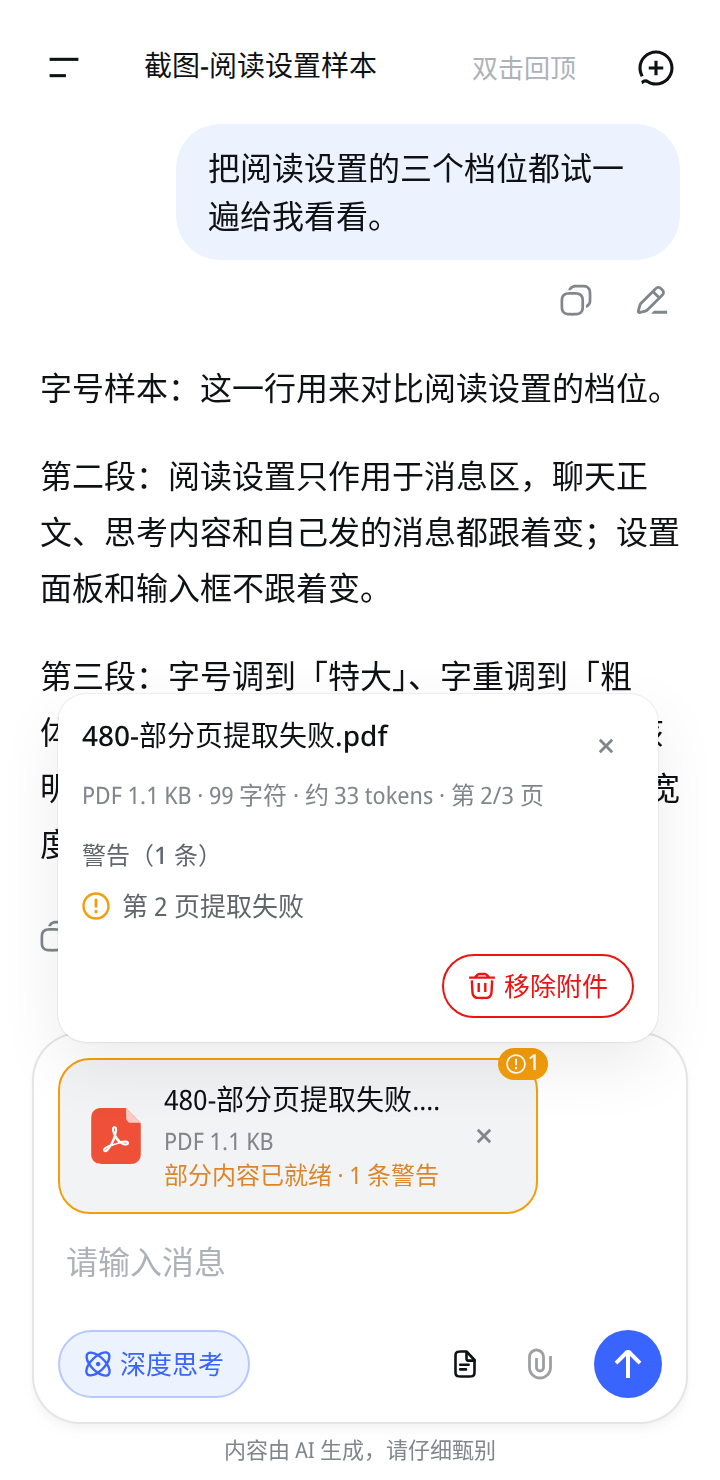 截图-阅读设置样本
双击回顶
把阅读设置的三个档位都试一
遍给我看看。
字号样本：这一行用来对比阅读设置的档位。
第二段：阅读设置只作用于消息区，聊天正
文、思考内容和自己发的消息都跟着变；设置
面板和输入框不跟着变。
第三段：字号调到「特大」、字重调到「粗
宽
480-部分页提取失败.pdf
PDF 1.1 KB · 99 字符 · 约 33 tokens · 第 2/3 页
警告（1 条）
第 2 页提取失败
移除附件
1
480-部分页提取失败....
PDF 1.1 KB
部分内容已就绪 · 1 条警告
请输入消息
深度思考
内容由 AI 生成，请仔细甄别